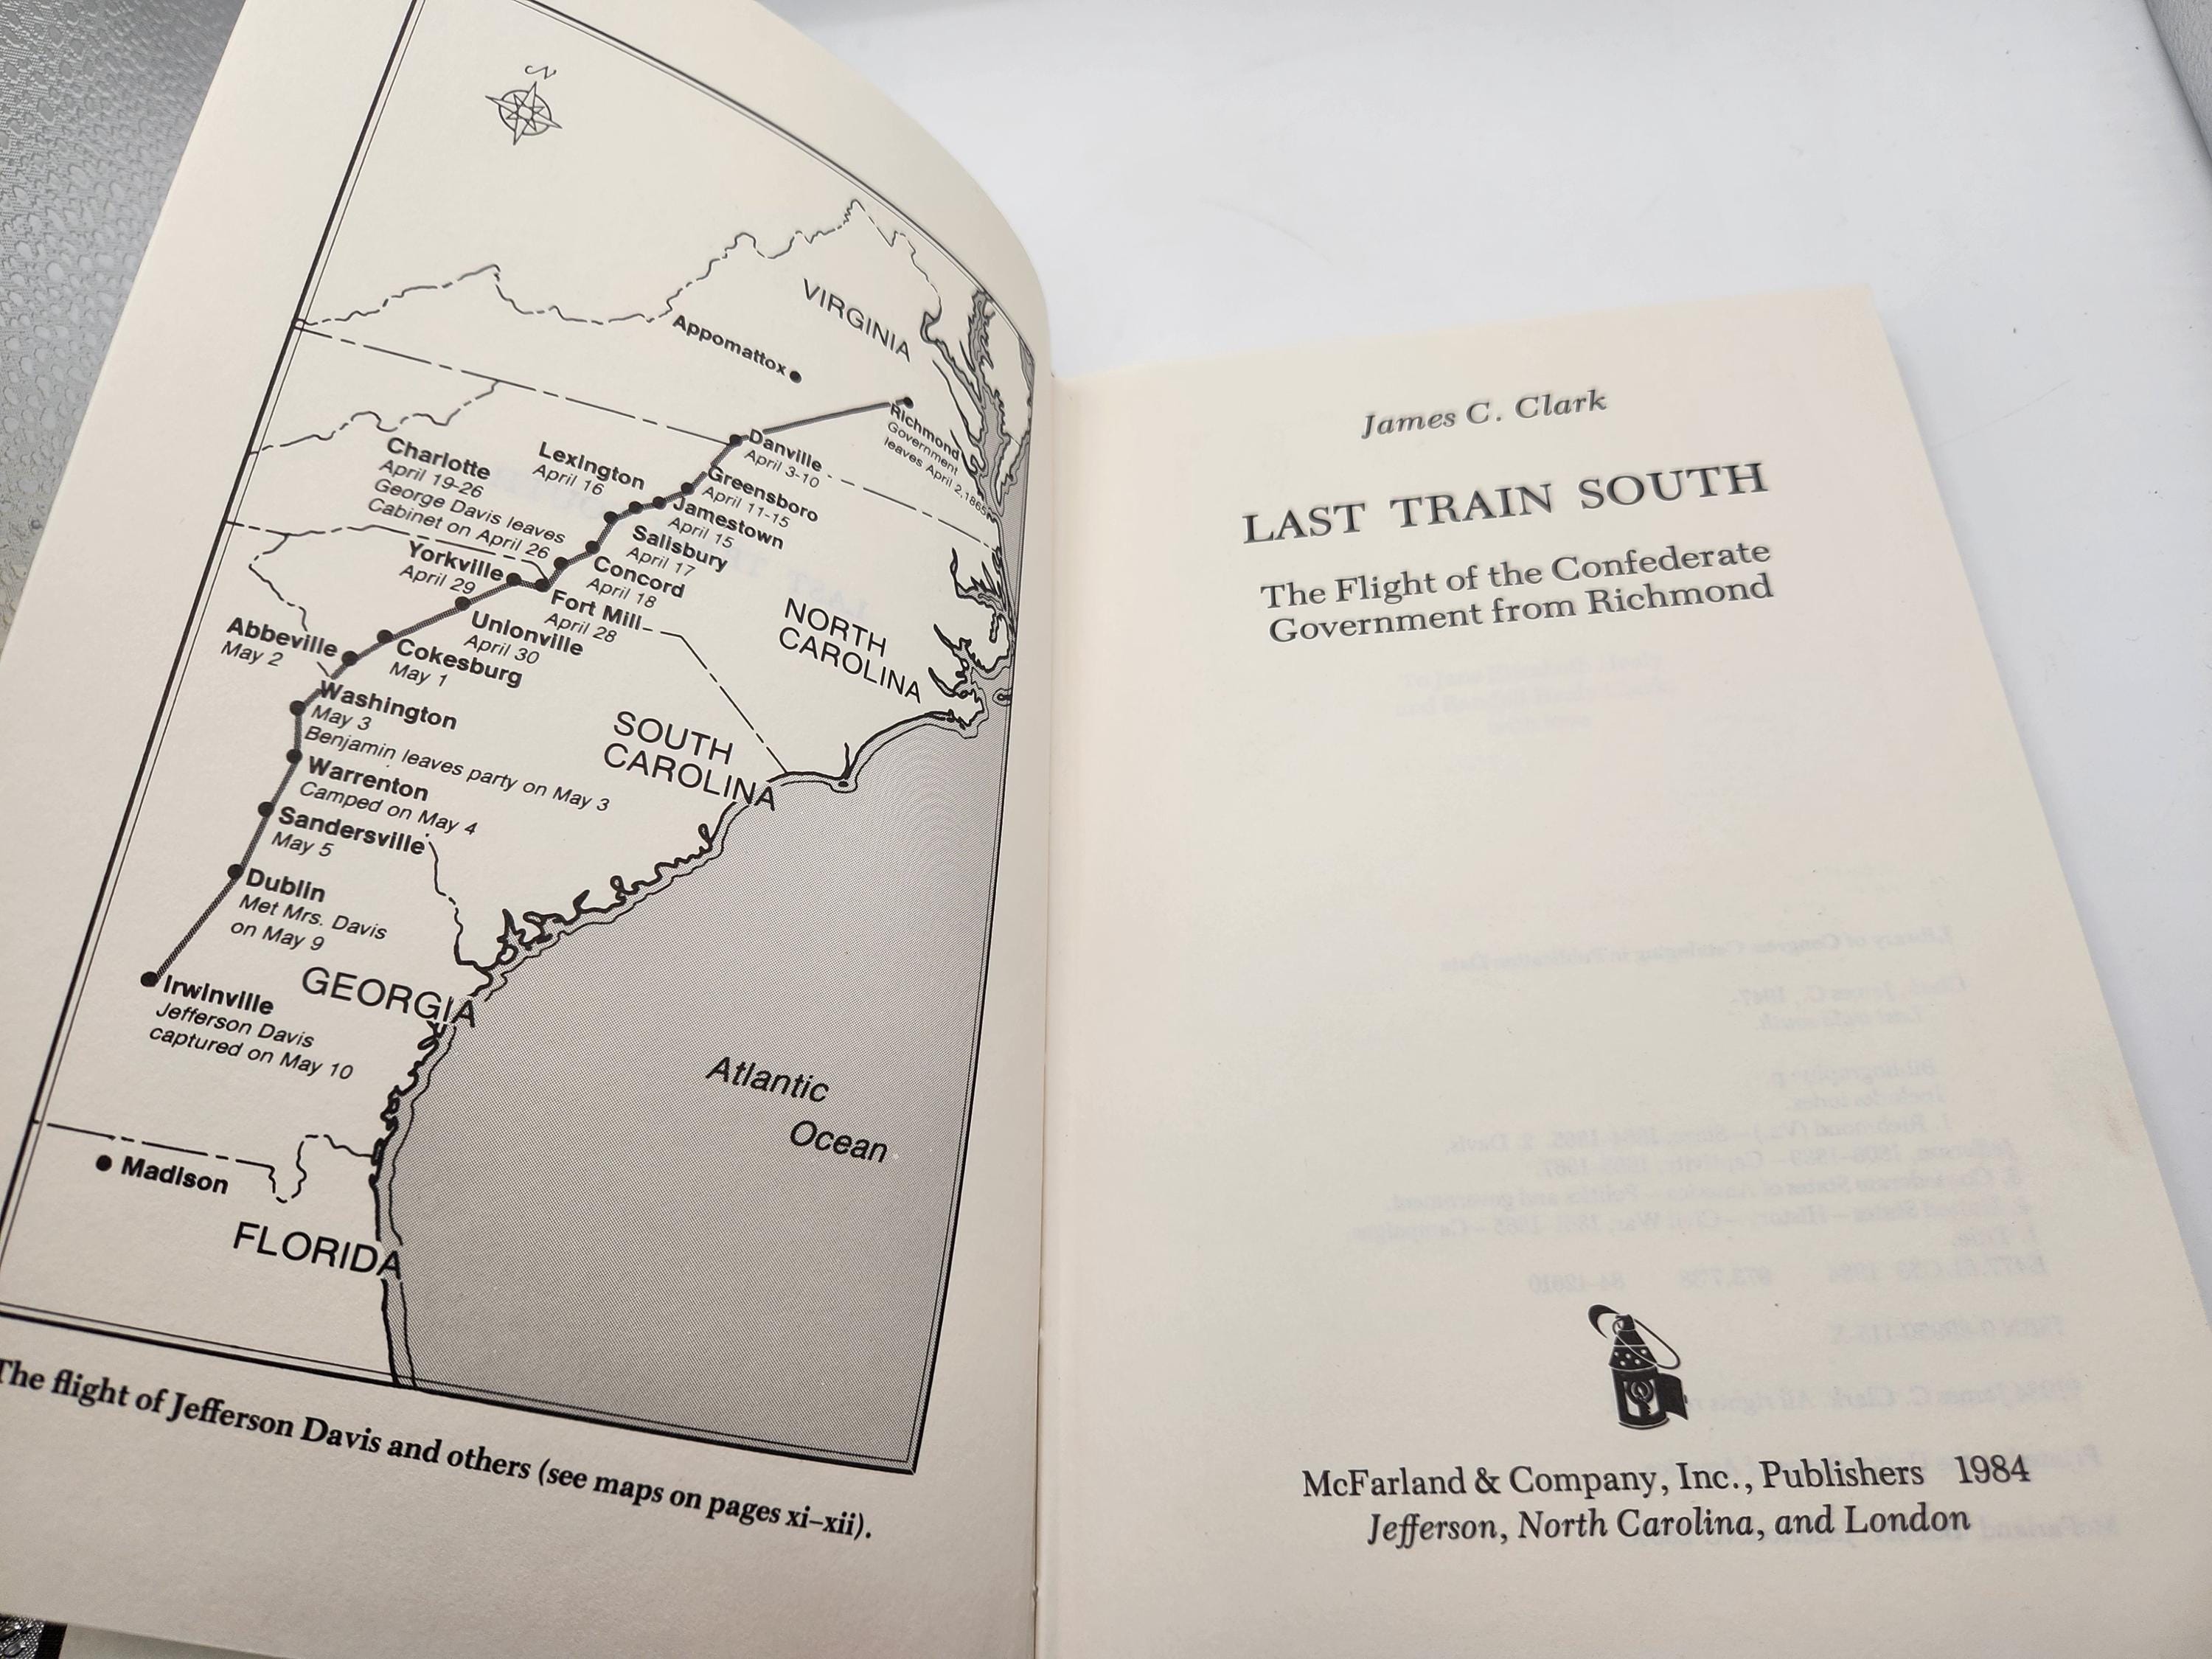 N
VIRGINIA
Appomattox
Richmond
Government
leaves April 2, 1865
Danville
April 3-10
Greensboro
April 11-15
Jamestown
April 15
Lexington
April 16
Salisbury
April 17
Concord
April 18
Charlotte
April 19-26
George Davis leaves
Cabinet on April 26
Fort Mill
April 28
Yorkville
April 29
Unionville
April 30
Cokesburg
May 1
Abbeville
May 2
NORTH
CAROLINA
SOUTH
CAROLINA
Washington
May 3
Benjamin leaves party on May 3
Warrenton
Camped on May 4
Sandersville
May 5
Dublin
Met Mrs. Davis
on May 9
GEORGIA
Irwinville
Jefferson Davis
captured on May 10
Atlantic
Ocean
Madison
FLORIDA
The flight of Jefferson Davis and others (see maps on pages xi–xii).
James C. Clark
LAST TRAIN SOUTH
The Flight of the Confederate
Government from Richmond
McFarland & Company, Inc., Publishers 1984
Jefferson, North Carolina, and London